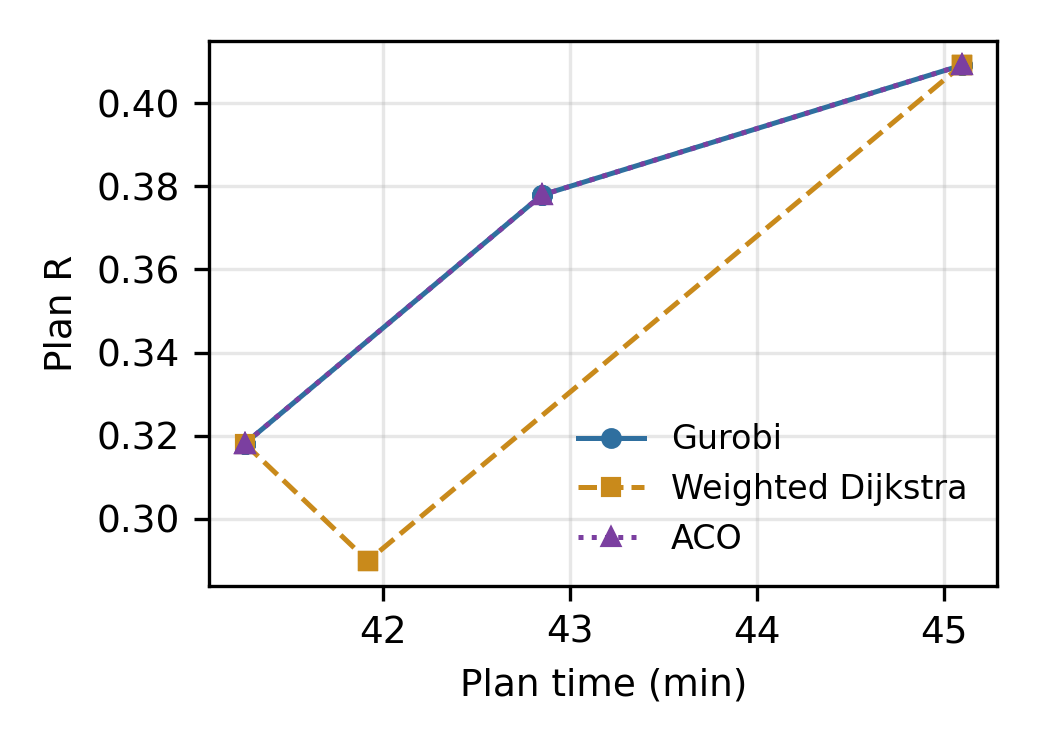 Plan R
0.40
0.38
0.36
0.34
0.32
0.30
Gurobi
Weighted Dijkstra
ACO
42 43 44 45
Plan time (min)